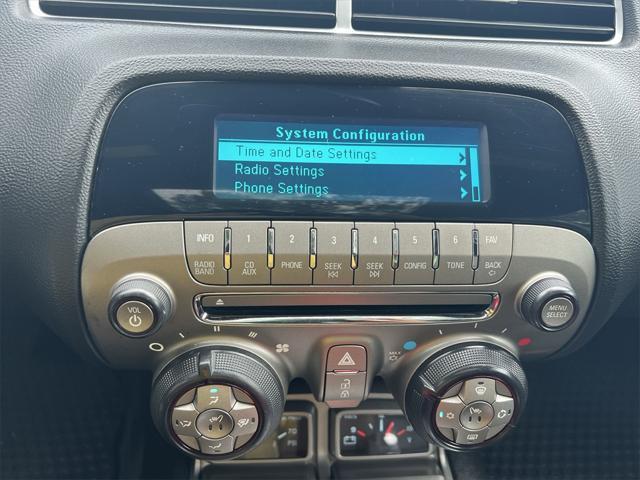 System Configuration
Time and Date Settings
Radio Settings
Phone Settings
INFO 1 2 3 4 5 6 FAV
RADIO BAND CD AUX PHONE SEEK SEEK CONFIG TONE BACK
VOL
MENU SELECT
MAX